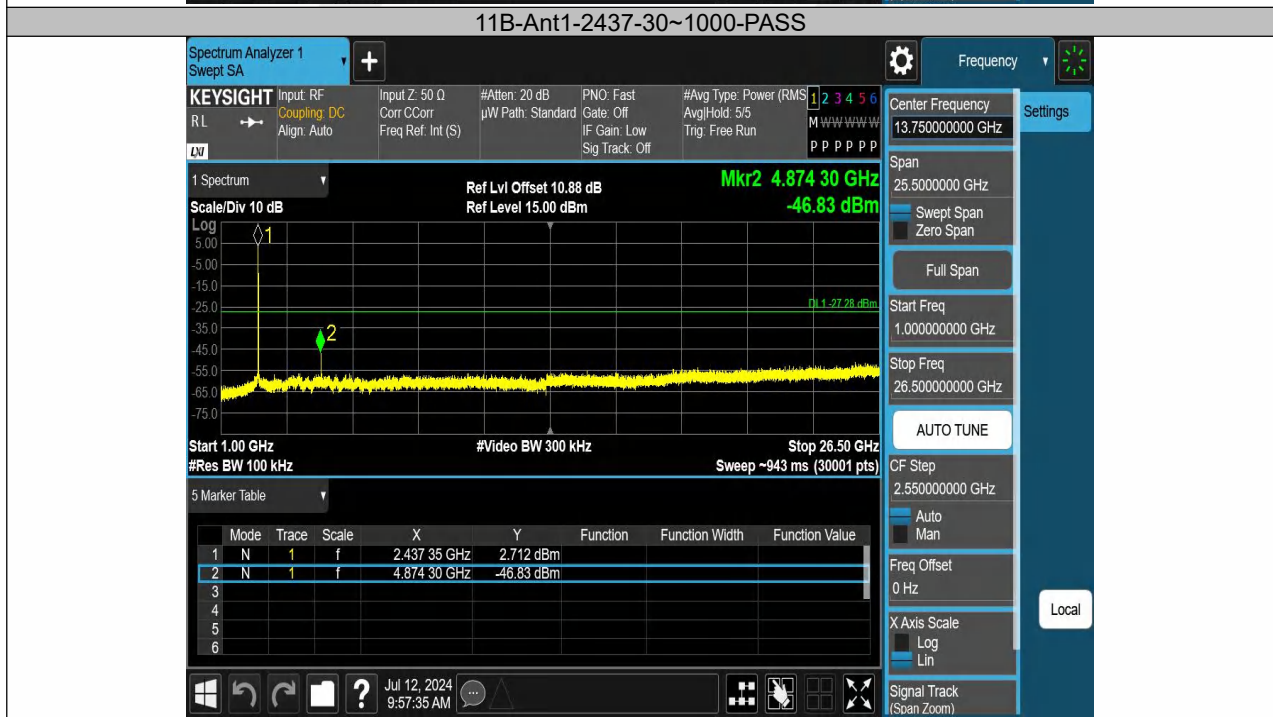 11B-Ant1-2437-30~1000-PASS
Spectrum Analyzer 1
Swept SA
+
Frequency
KEYSIGHT
RL
LXI
Input: RF
Coupling: DC
Align: Auto
Input Z: 50 Ω
Corr CCorr
Freq Ref: Int (S)
#Atten: 20 dB
µW Path: Standard
PNO: Fast
Gate: Off
IF Gain: Low
Sig Track: Off
#Avg Type: Power (RMS
Avg|Hold: 5/5
Trig: Free Run
1 2 3 4 5 6
M W W W W W
P P P P P P
1 Spectrum
Scale/Div 10 dB
Ref Lvl Offset 10.88 dB
Ref Level 15.00 dBm
Mkr2 4.874 30 GHz
-46.83 dBm
Log
5.00
-5.00
-15.0
-25.0
-35.0
-45.0
-55.0
-65.0
-75.0
1
2
DL1 -27.28 dBm
Start 1.00 GHz
#Video BW 300 kHz
Stop 26.50 GHz
#Res BW 100 kHz
Sweep ~943 ms (30001 pts)
5 Marker Table
Mode Trace Scale X Y Function Function Width Function Value
1 N 1 f 2.437 35 GHz 2.712 dBm
2 N 1 f 4.874 30 GHz -46.83 dBm
3
4
5
6
Jul 12, 2024
9:57:35 AM
?
Center Frequency
13.750000000 GHz
Settings
Span
25.5000000 GHz
Swept Span
Zero Span
Full Span
Start Freq
1.000000000 GHz
Stop Freq
26.500000000 GHz
AUTO TUNE
CF Step
2.550000000 GHz
Auto
Man
Freq Offset
0 Hz
Local
X Axis Scale
Log
Lin
Signal Track
(Span Zoom)